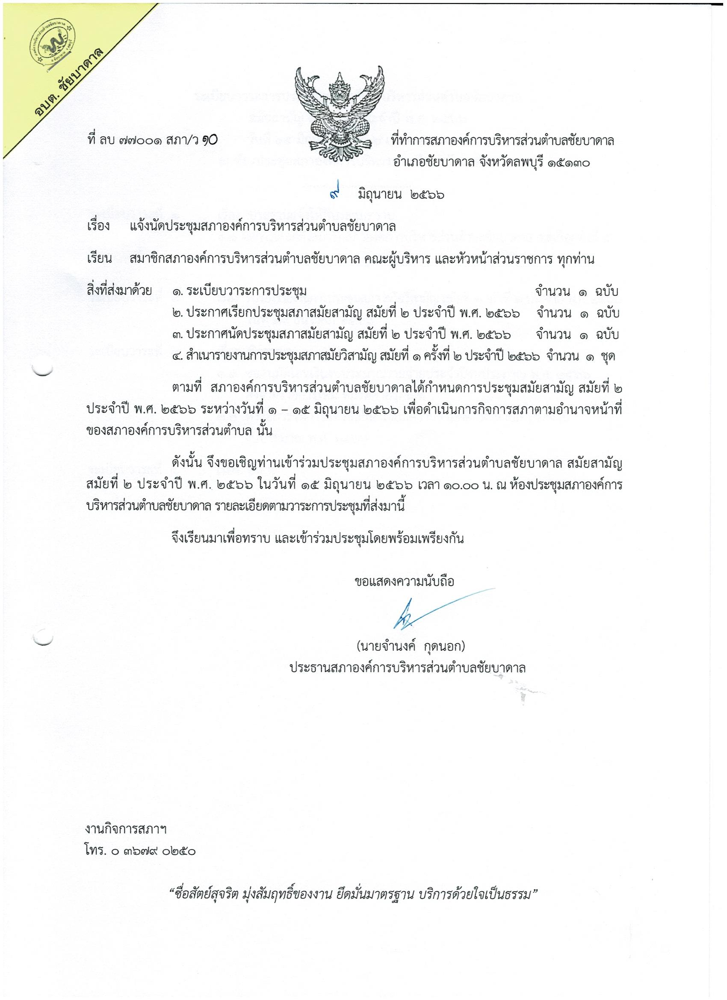 อบต. ชัยบาดาล
ที่ ลบ ๗๗๐๐๑ สภา/ว ๑๐
ที่ทำการสภาองค์การบริหารส่วนตำบลชัยบาดาล
อำเภอชัยบาดาล จังหวัดลพบุรี ๑๕๑๓๐
๙ มิถุนายน ๒๕๖๖
เรื่อง แจ้งนัดประชุมสภาองค์การบริหารส่วนตำบลชัยบาดาล
เรียน สมาชิกสภาองค์การบริหารส่วนตำบลชัยบาดาล คณะผู้บริหาร และหัวหน้าส่วนราชการ ทุกท่าน
สิ่งที่ส่งมาด้วย ๑. ระเบียบวาระการประชุม จำนวน ๑ ฉบับ
๒. ประกาศเรียกประชุมสภาสมัยสามัญ สมัยที่ ๒ ประจำปี พ.ศ. ๒๕๖๖ จำนวน ๑ ฉบับ
๓. ประกาศนัดประชุมสภาสมัยสามัญ สมัยที่ ๒ ประจำปี พ.ศ. ๒๕๖๖ จำนวน ๑ ฉบับ
๔. สำเนารายงานการประชุมสภาสมัยวิสามัญ สมัยที่ ๑ ครั้งที่ ๒ ประจำปี ๒๕๖๖ จำนวน ๑ ชุด
ตามที่ สภาองค์การบริหารส่วนตำบลชัยบาดาลได้กำหนดการประชุมสมัยสามัญ สมัยที่ ๒
ประจำปี พ.ศ. ๒๕๖๖ ระหว่างวันที่ ๑ – ๑๕ มิถุนายน ๒๕๖๖ เพื่อดำเนินการกิจการสภาตามอำนาจหน้าที่
ของสภาองค์การบริหารส่วนตำบล นั้น
ดังนั้น จึงขอเชิญท่านเข้าร่วมประชุมสภาองค์การบริหารส่วนตำบลชัยบาดาล สมัยสามัญ
สมัยที่ ๒ ประจำปี พ.ศ. ๒๕๖๖ ในวันที่ ๑๕ มิถุนายน ๒๕๖๖ เวลา ๑๐.๐๐ น. ณ ห้องประชุมสภาองค์การ
บริหารส่วนตำบลชัยบาดาล รายละเอียดตามวาระการประชุมที่ส่งมานี้
จึงเรียนมาเพื่อทราบ และเข้าร่วมประชุมโดยพร้อมเพรียงกัน
ขอแสดงความนับถือ
(นายจำนงค์ กุดนอก)
ประธานสภาองค์การบริหารส่วนตำบลชัยบาดาล
งานกิจการสภาฯ
โทร. ๐ ๓๖๗๙ ๐๒๕๐
“ซื่อสัตย์สุจริต มุ่งสัมฤทธิ์ของงาน ยึดมั่นมาตรฐาน บริการด้วยใจเป็นธรรม”